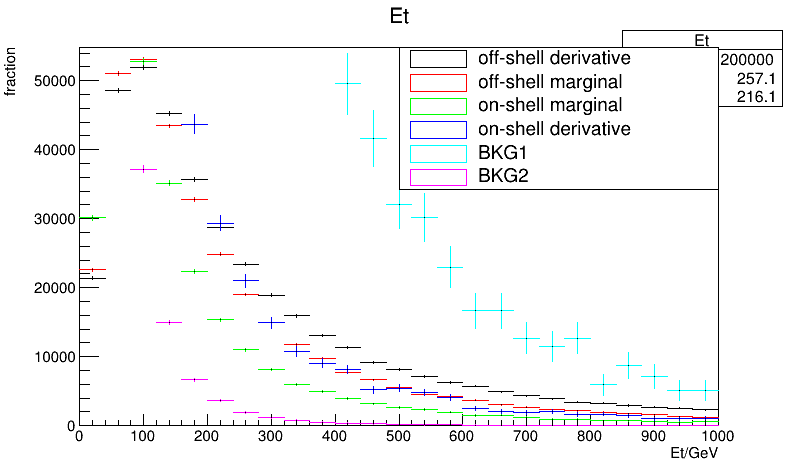 Et
fraction
Et
200000
257.1
216.1
off-shell derivative
off-shell marginal
on-shell marginal
on-shell derivative
BKG1
BKG2
50000
40000
30000
20000
10000
0
0 100 200 300 400 500 600 700 800 900 1000
Et/GeV